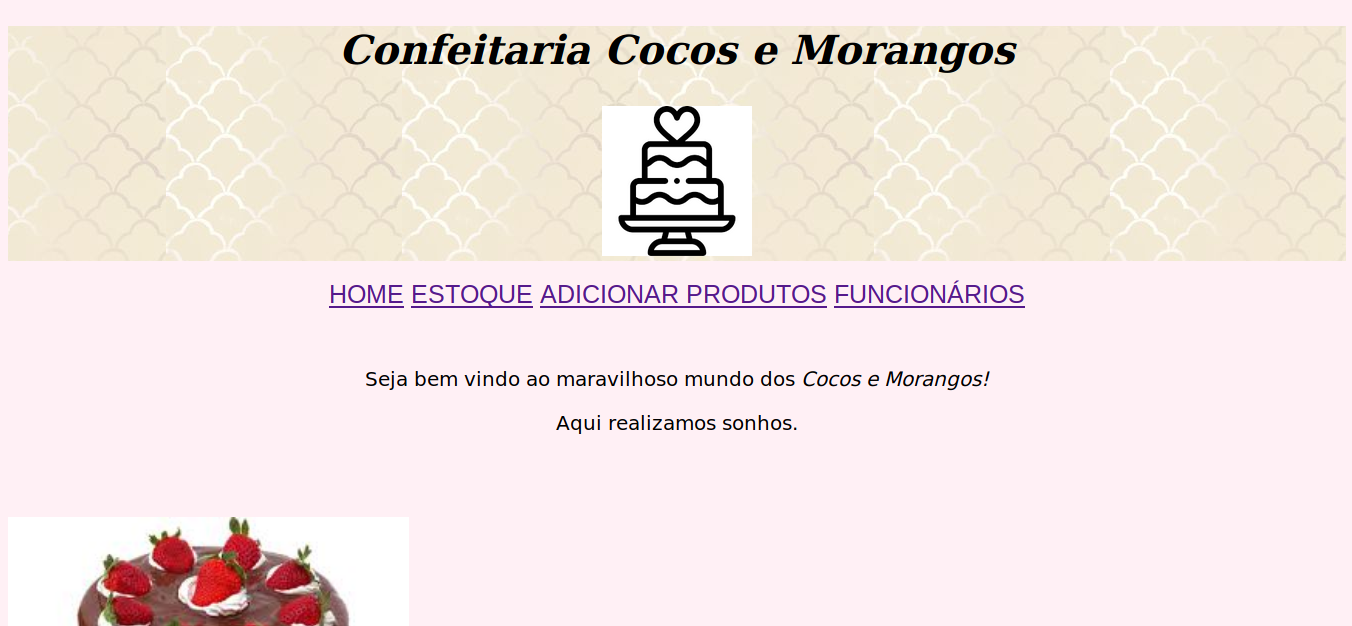 Confeitaria Cocos e Morangos
HOME ESTOQUE ADICIONAR PRODUTOS FUNCIONÁRIOS
Seja bem vindo ao maravilhoso mundo dos Cocos e Morangos!
Aqui realizamos sonhos.